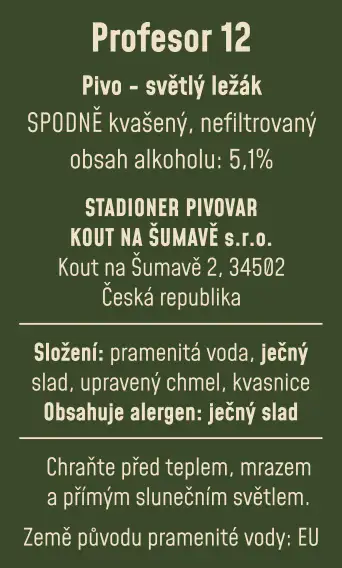 Profesor 12
Pivo - světlý ležák
SPODNĚ kvašený, nefiltrovaný
obsah alkoholu: 5,1%
STADIONER PIVOVAR
KOUT NA ŠUMAVĚ s.r.o.
Kout na Šumavě 2, 34502
Česká republika
Složení: pramenitá voda, ječný
slad, upravený chmel, kvasnice
Obsahuje alergen: ječný slad
Chraňte před teplem, mrazem
a přímým slunečním světlem.
Země původu pramenité vody: EU